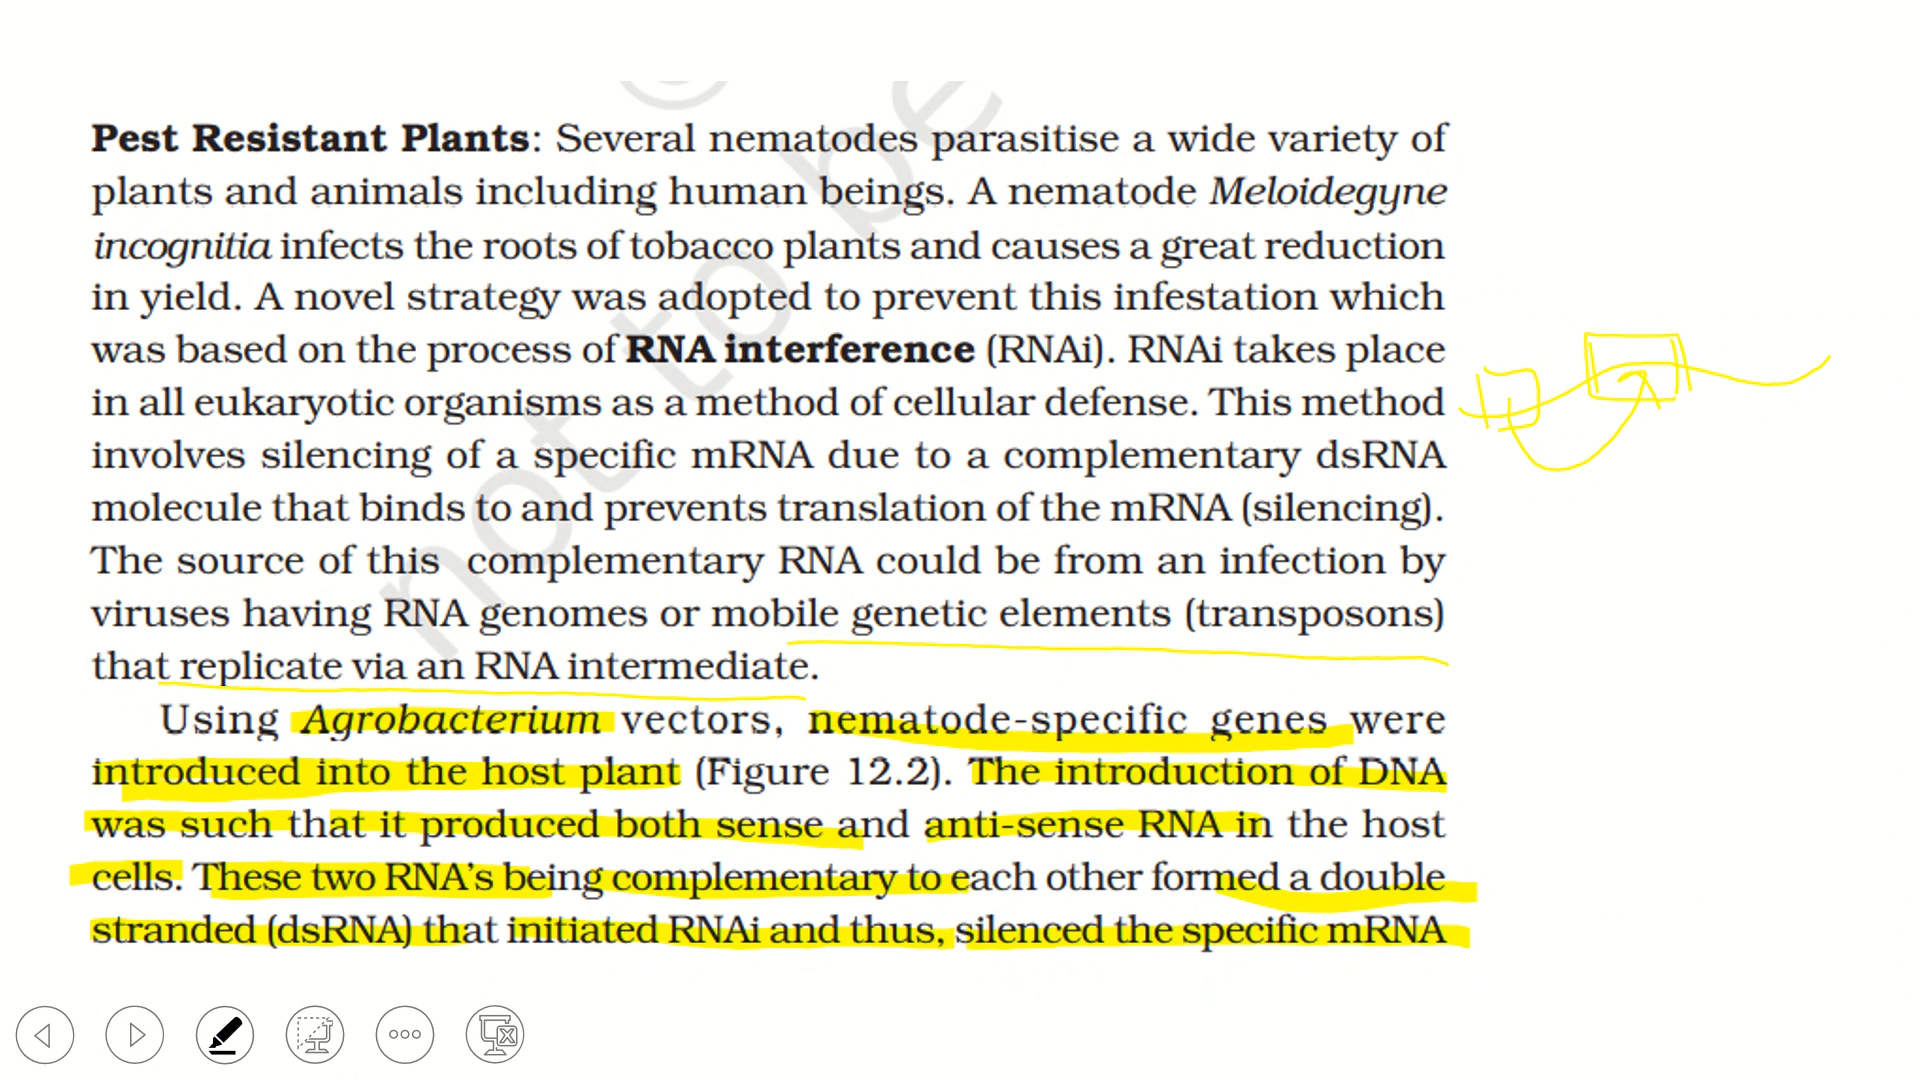 Pest Resistant Plants: Several nematodes parasitise a wide variety of
plants and animals including human beings. A nematode Meloidegyne
incognitia infects the roots of tobacco plants and causes a great reduction
in yield. A novel strategy was adopted to prevent this infestation which
was based on the process of RNA interference (RNAi). RNAi takes place
in all eukaryotic organisms as a method of cellular defense. This method
involves silencing of a specific mRNA due to a complementary dsRNA
molecule that binds to and prevents translation of the mRNA (silencing).
The source of this complementary RNA could be from an infection by
viruses having RNA genomes or mobile genetic elements (transposons)
that replicate via an RNA intermediate.
Using Agrobacterium vectors, nematode-specific genes were
introduced into the host plant (Figure 12.2). The introduction of DNA
was such that it produced both sense and anti-sense RNA in the host
cells. These two RNA's being complementary to each other formed a double
stranded (dsRNA) that initiated RNAi and thus, silenced the specific mRNA
not to be